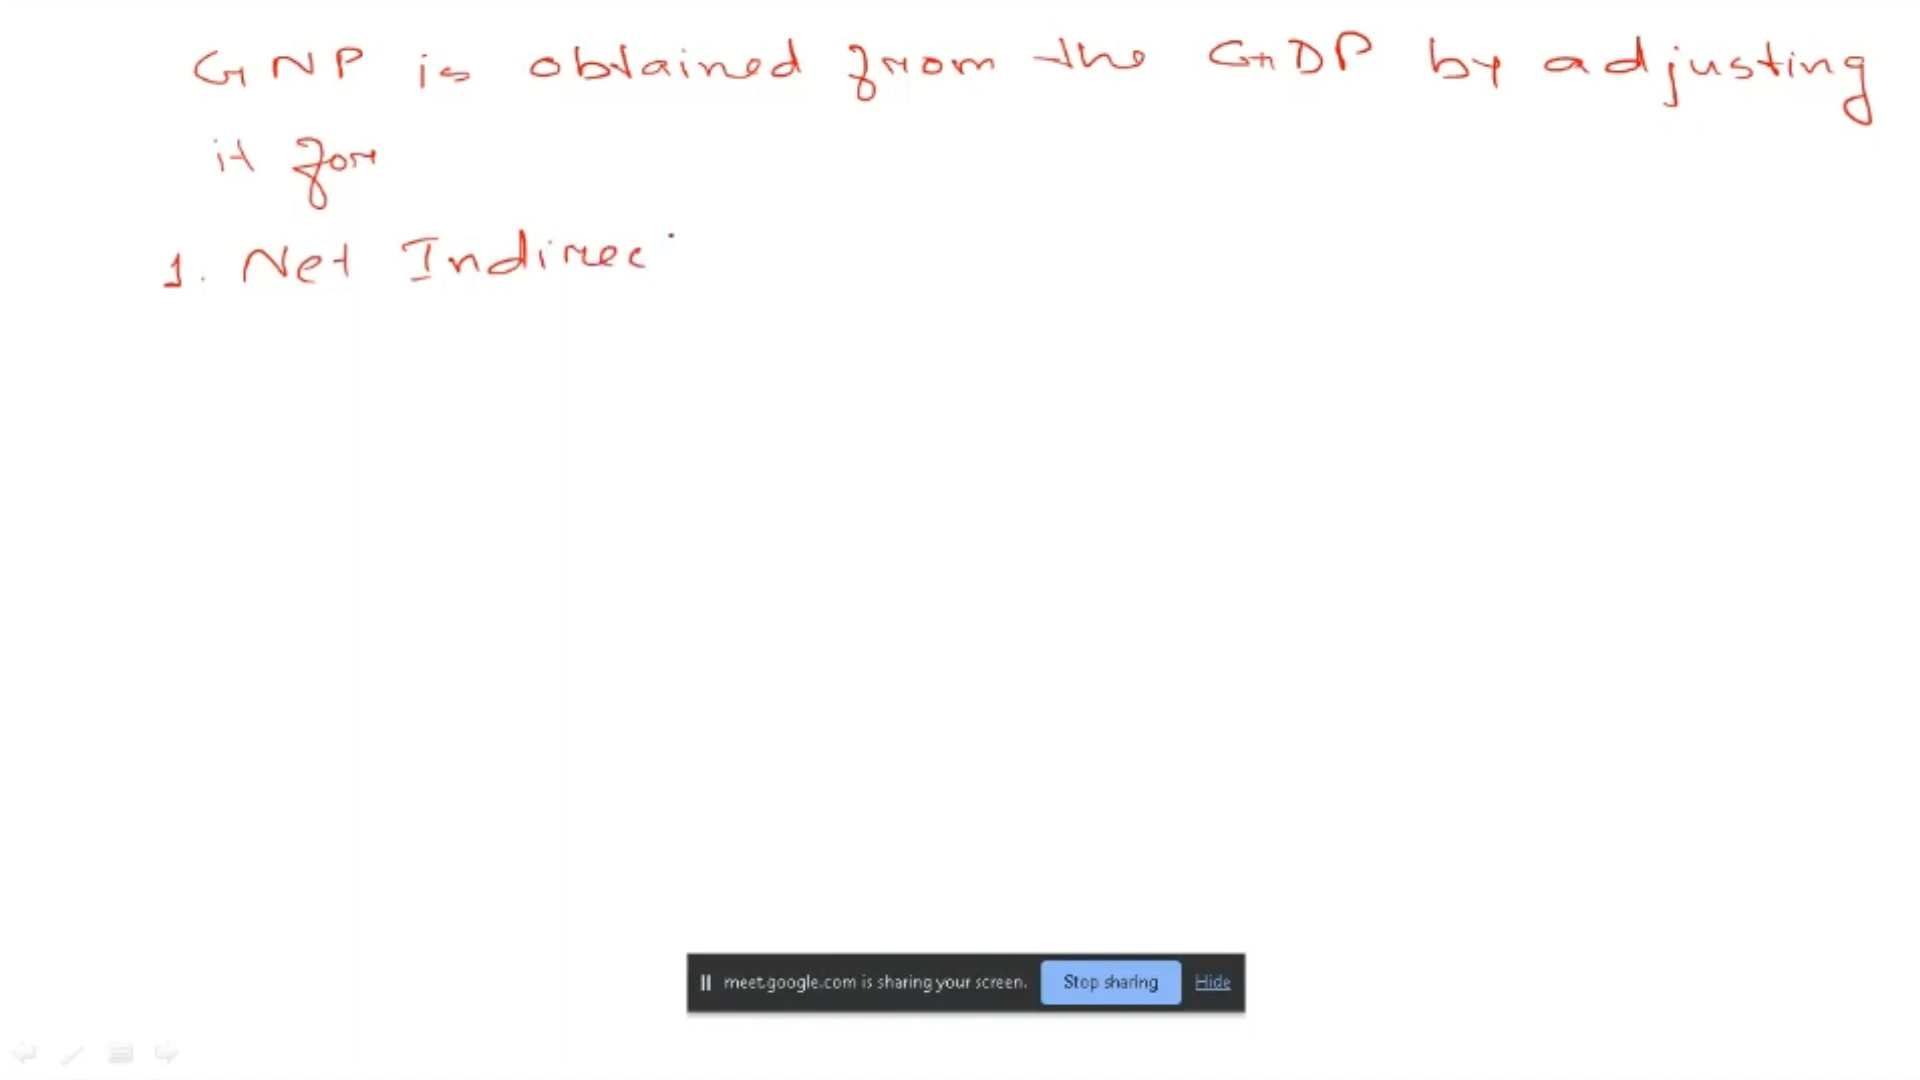 GNP is obtained from the GDP by adjusting
it for
1. Net Indirec
meet.google.com is sharing your screen. Stop sharing Hide